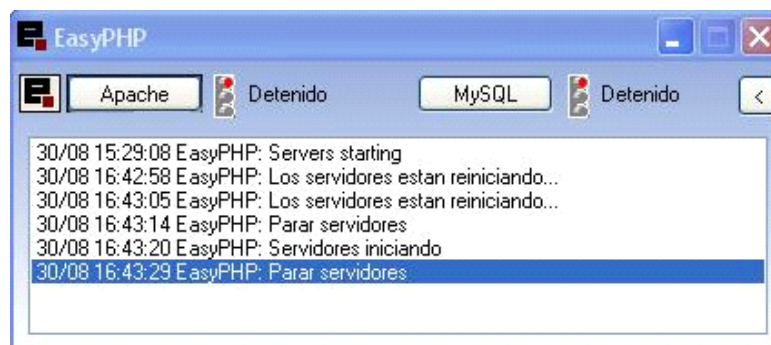 EasyPHP
Apache Detenido MySQL Detenido <
30/08 15:29:08 EasyPHP: Servers starting
30/08 16:42:58 EasyPHP: Los servidores estan reiniciando...
30/08 16:43:05 EasyPHP: Los servidores estan reiniciando...
30/08 16:43:14 EasyPHP: Parar servidores
30/08 16:43:20 EasyPHP: Servidores iniciando
30/08 16:43:29 EasyPHP: Parar servidores